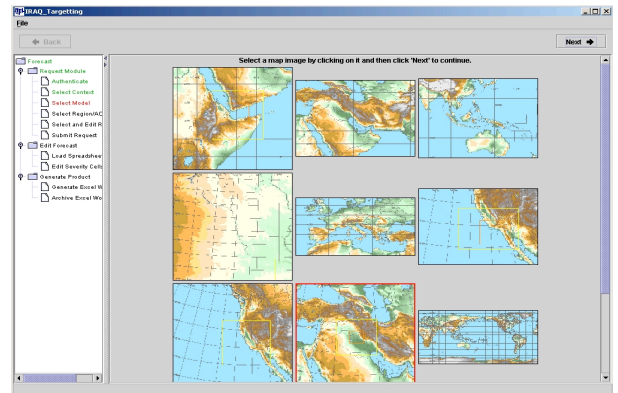 IRAQ_Targetting
File
Back
Next
Select a map image by clicking on it and then click 'Next' to continue.
Forecast
Request Module
Authenticate
Select Context
Select Model
Select Region/AC
Select and Edit R
Submit Request
Edit Forecast
Load Spreadshee
Edit Severity Cells
Generate Product
Generate Excel W
Archive Excel Wo